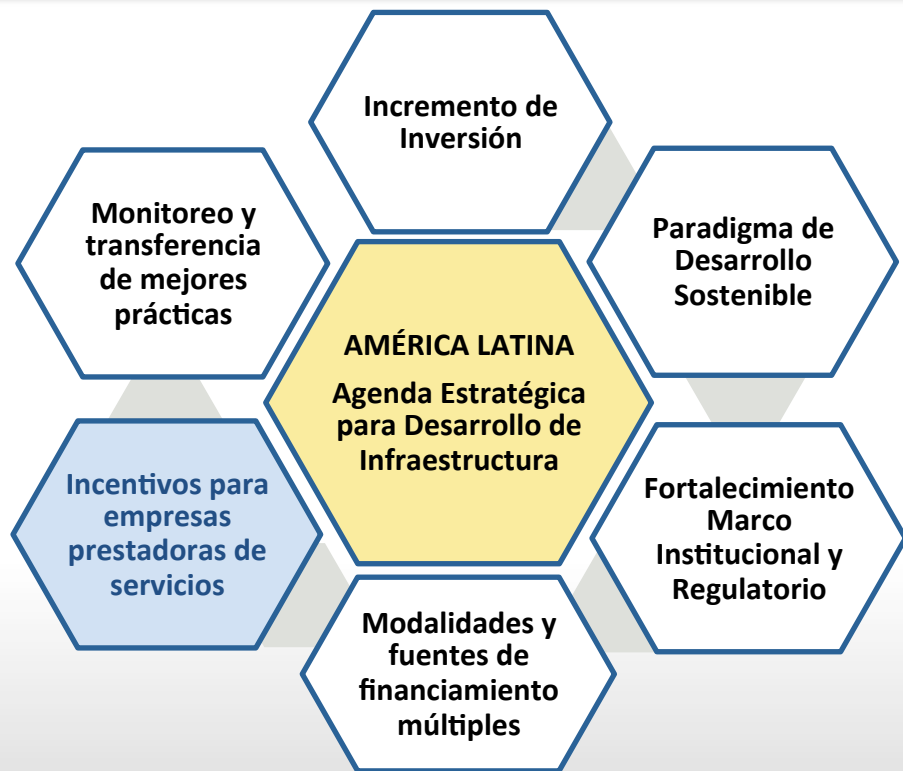 Incremento de
Inversión
Paradigma de
Desarrollo
Sostenible
Fortalecimiento
Marco
Institucional y
Regulatorio
Modalidades y
fuentes de
financiamiento
múltiples
Incentivos para
empresas
prestadoras de
servicios
Monitoreo y
transferencia
de mejores
prácticas
AMÉRICA LATINA
Agenda Estratégica
para Desarrollo de
Infraestructura